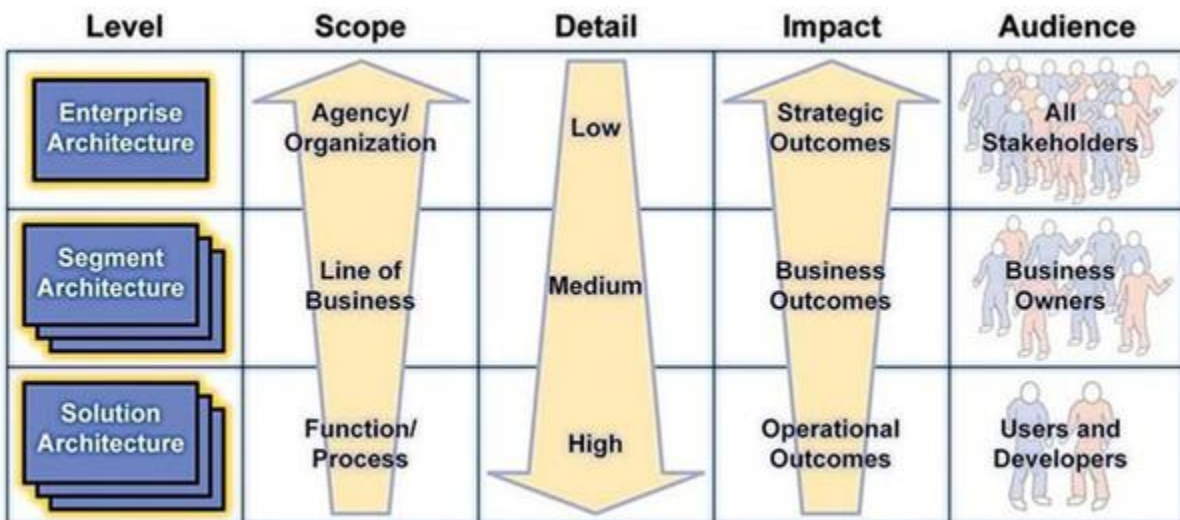 Level Scope Detail Impact Audience
Enterprise
Architecture
Agency/
Organization
Low
Strategic
Outcomes
All
Stakeholders
Segment
Architecture
Line of
Business
Medium
Business
Outcomes
Business
Owners
Solution
Architecture
Function/
Process
High
Operational
Outcomes
Users and
Developers